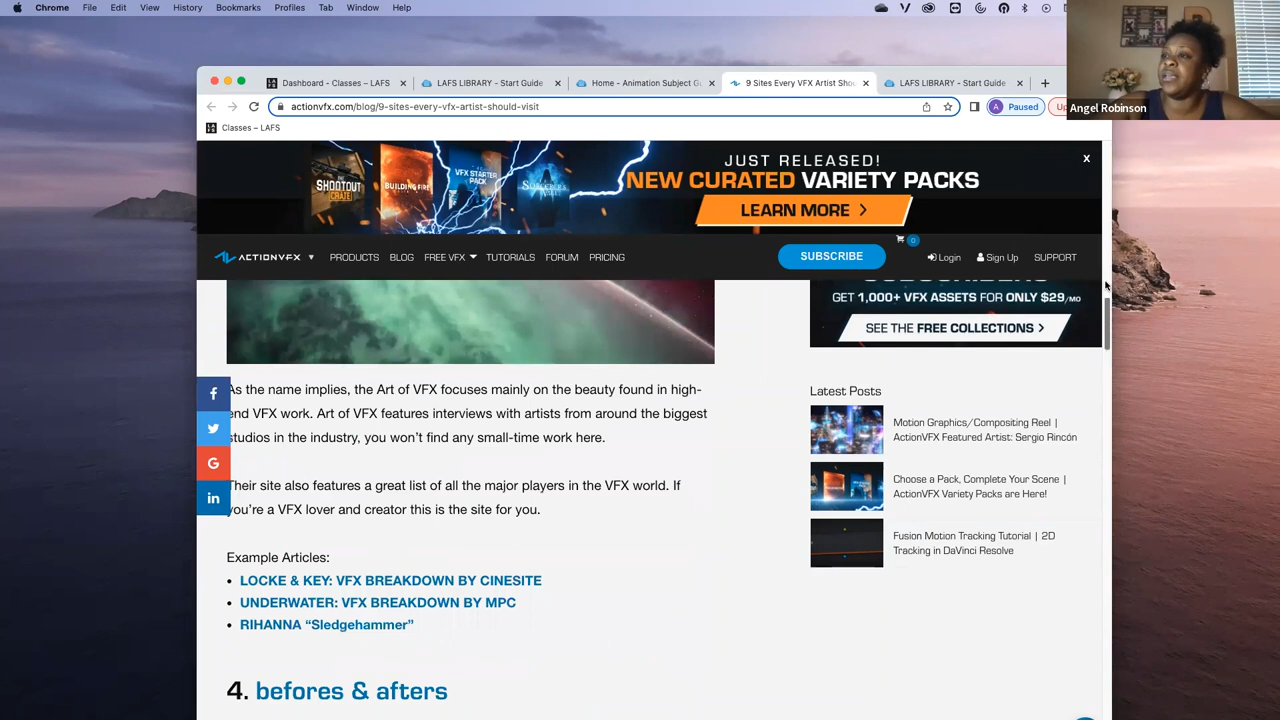 Chrome File Edit View History Bookmarks Profiles Tab Window Help
Angel Robinson
Dashboard - Classes – LAFS
LAFS LIBRARY - Start Guide
Home - Animation Subject G
9 Sites Every VFX Artist Shou
LAFS LIBRARY - Start Guide
actionvfx.com/blog/9-sites-every-vfx-artist-should-visit
A Paused
Classes – LAFS
SHOOTOUT CRATE
BUILDING FIRE
VFX STARTER PACK
JUST RELEASED!
NEW CURATED VARIETY PACKS
LEARN MORE >
X
ACTIONVFX PRODUCTS BLOG FREE VFX TUTORIALS FORUM PRICING SUBSCRIBE 0 Login Sign Up SUPPORT
GET 1,000+ VFX ASSETS FOR ONLY $29/MO
SEE THE FREE COLLECTIONS >
As the name implies, the Art of VFX focuses mainly on the beauty found in high-
end VFX work. Art of VFX features interviews with artists from around the biggest
studios in the industry, you won’t find any small-time work here.
Their site also features a great list of all the major players in the VFX world. If
you’re a VFX lover and creator this is the site for you.
Example Articles:
• LOCKE & KEY: VFX BREAKDOWN BY CINESITE
• UNDERWATER: VFX BREAKDOWN BY MPC
• RIHANNA “Sledgehammer”
4. befores & afters
Latest Posts
Motion Graphics/Compositing Reel |
ActionVFX Featured Artist: Sergio Rincón
Choose a Pack, Complete Your Scene |
ActionVFX Variety Packs are Here!
Fusion Motion Tracking Tutorial | 2D
Tracking in DaVinci Resolve